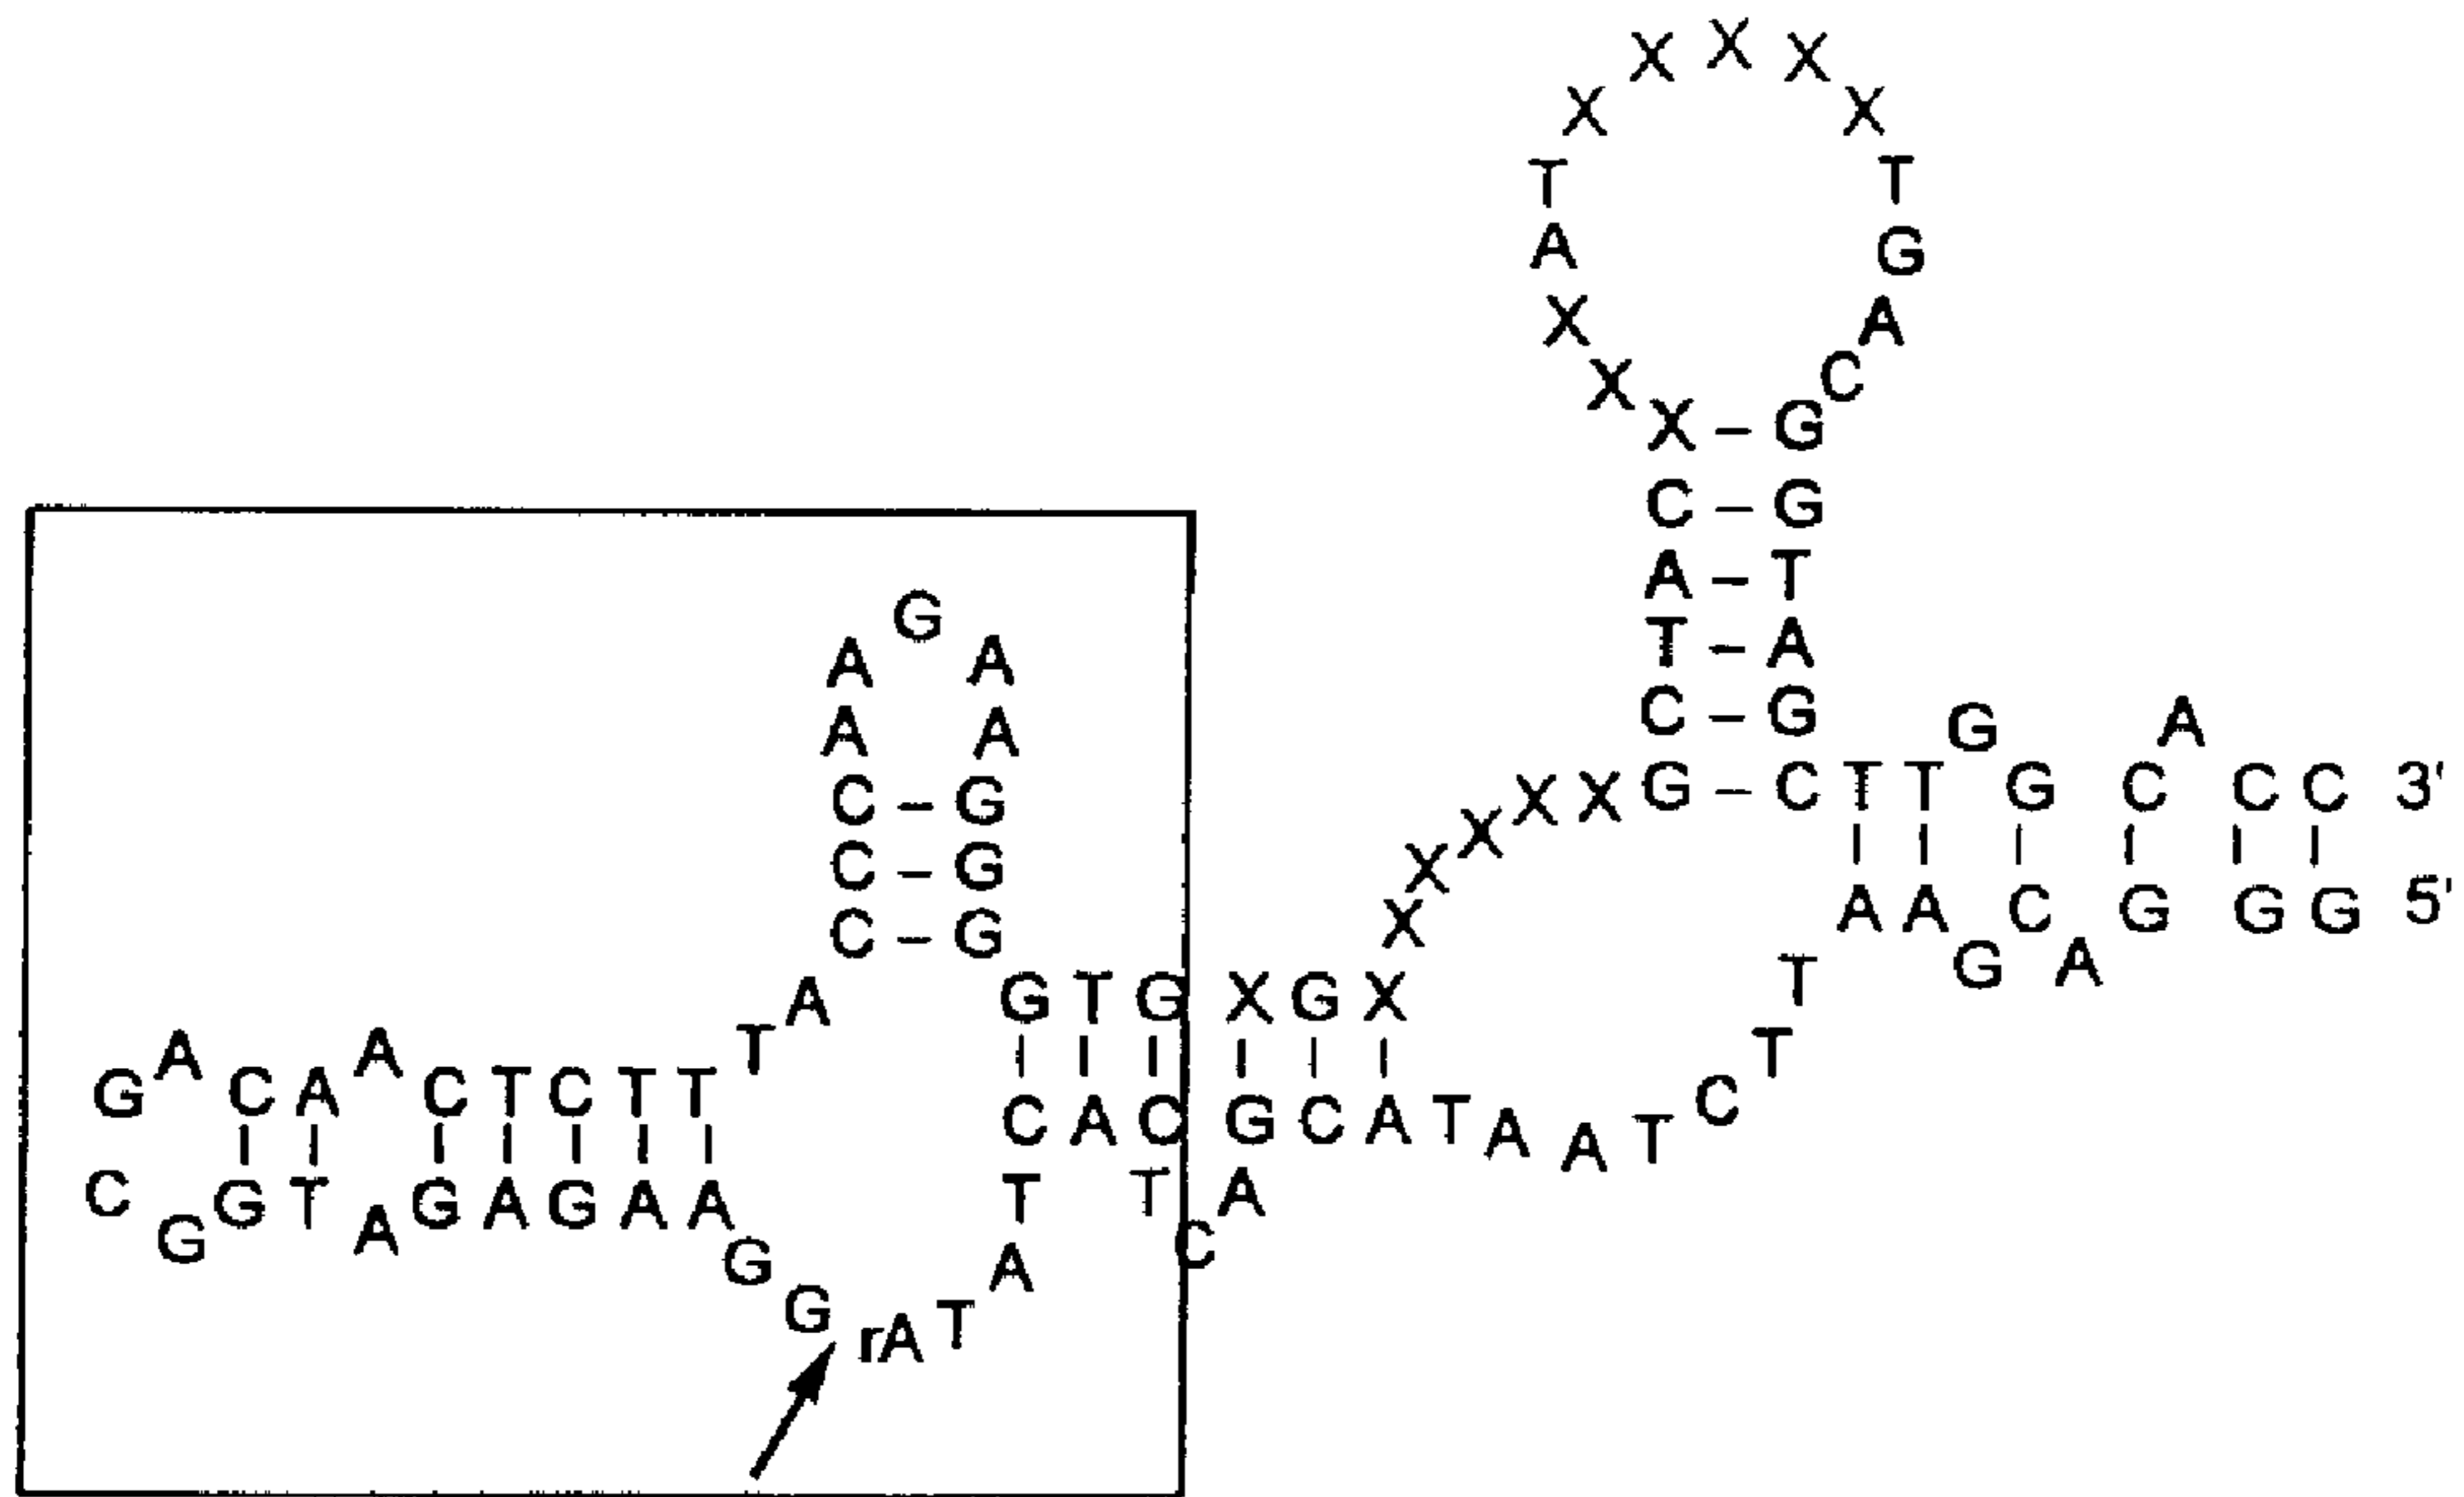 X X X
X X
T T
A G
X A
X C
X – G
C – G
A – T
G
A A T – A
A A C – G G A
C – G X X G – C T T G C C C 3'
X
C – G X
C – G X A A C G G G 5'
T G A
A G T G X G X
G A C A A C T C T T T T
C A C G C A T A A T C
C G T G A G A A T T A
G A G A C
G rA T